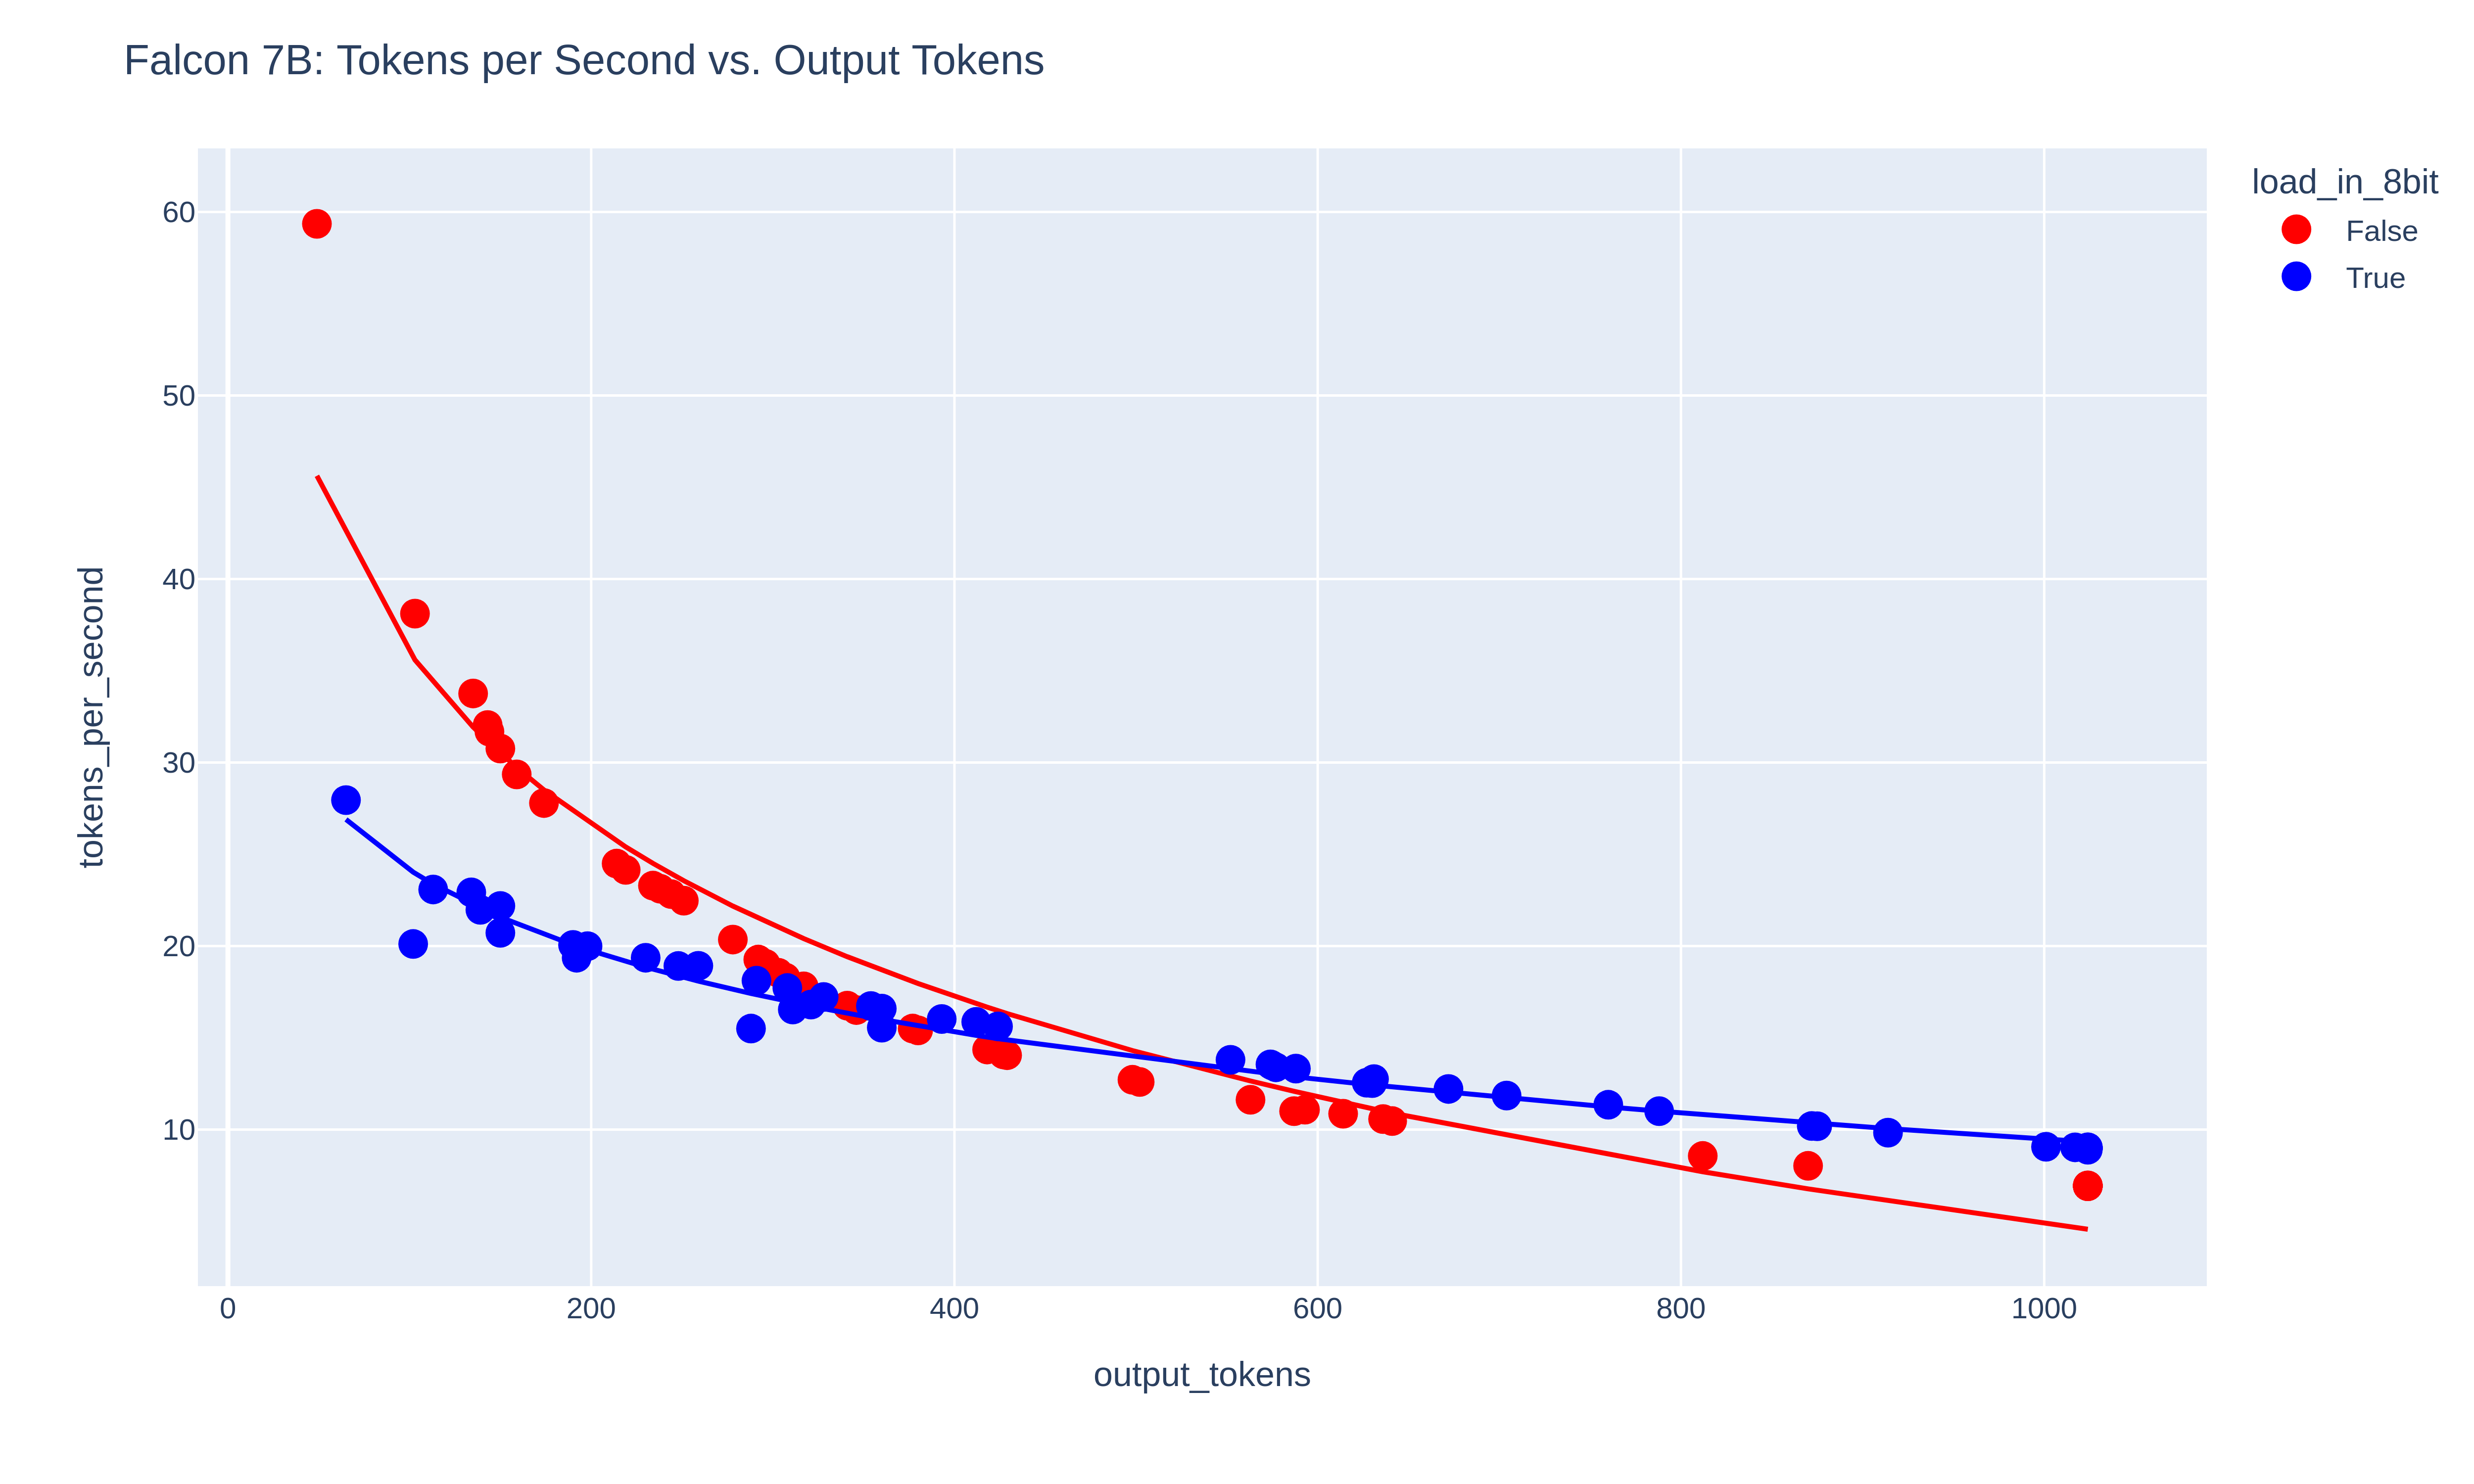 Falcon 7B: Tokens per Second vs. Output Tokens
load_in_8bit
False
True
tokens_per_second
60
50
40
30
20
10
0
200
400
600
800
1000
output_tokens